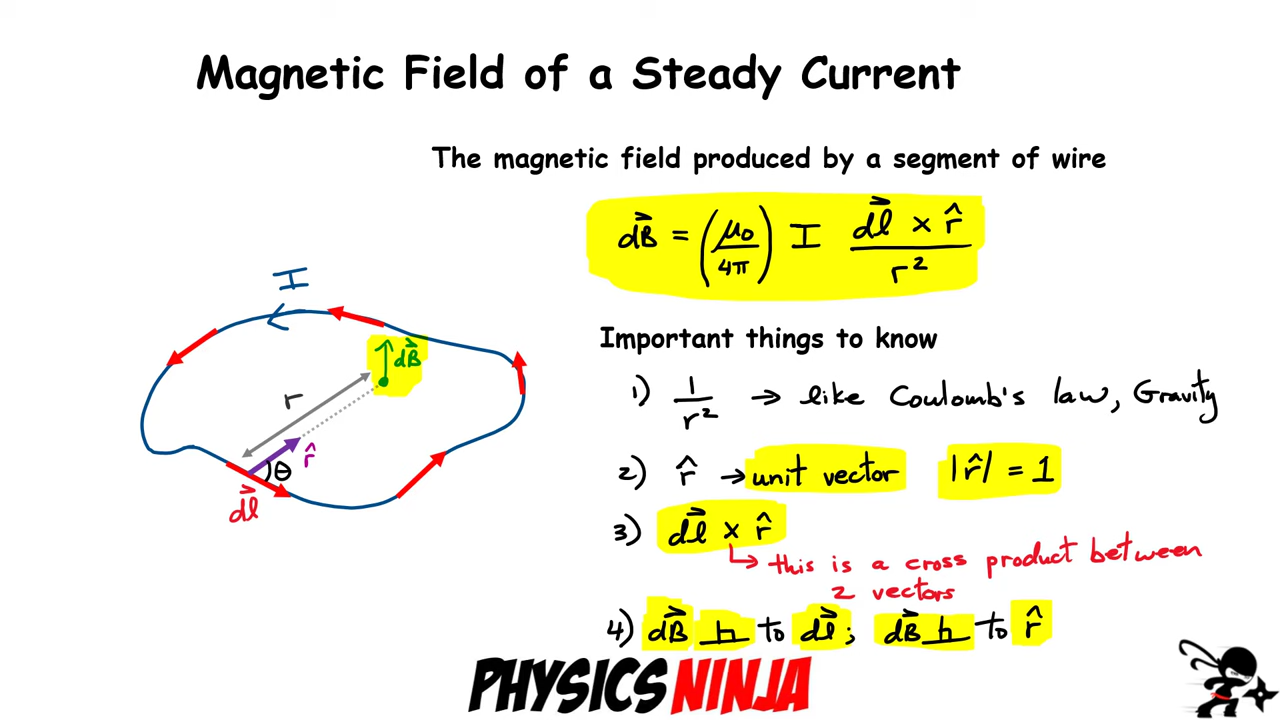 Magnetic Field of a Steady Current
The magnetic field produced by a segment of wire
dB⃗ = (μ₀/4π) I (dl⃗ × r̂)/r²
Important things to know
1) 1/r² → like Coulomb's law, Gravity
2) r̂ → unit vector |r̂| = 1
3) dl⃗ × r̂
↳ this is a cross product between
2 vectors
4) dB⃗ ⊥ to dl⃗ ; dB⃗ ⊥ to r̂
I
dB⃗
r
r̂
θ
dl⃗
PHYSICS NINJA